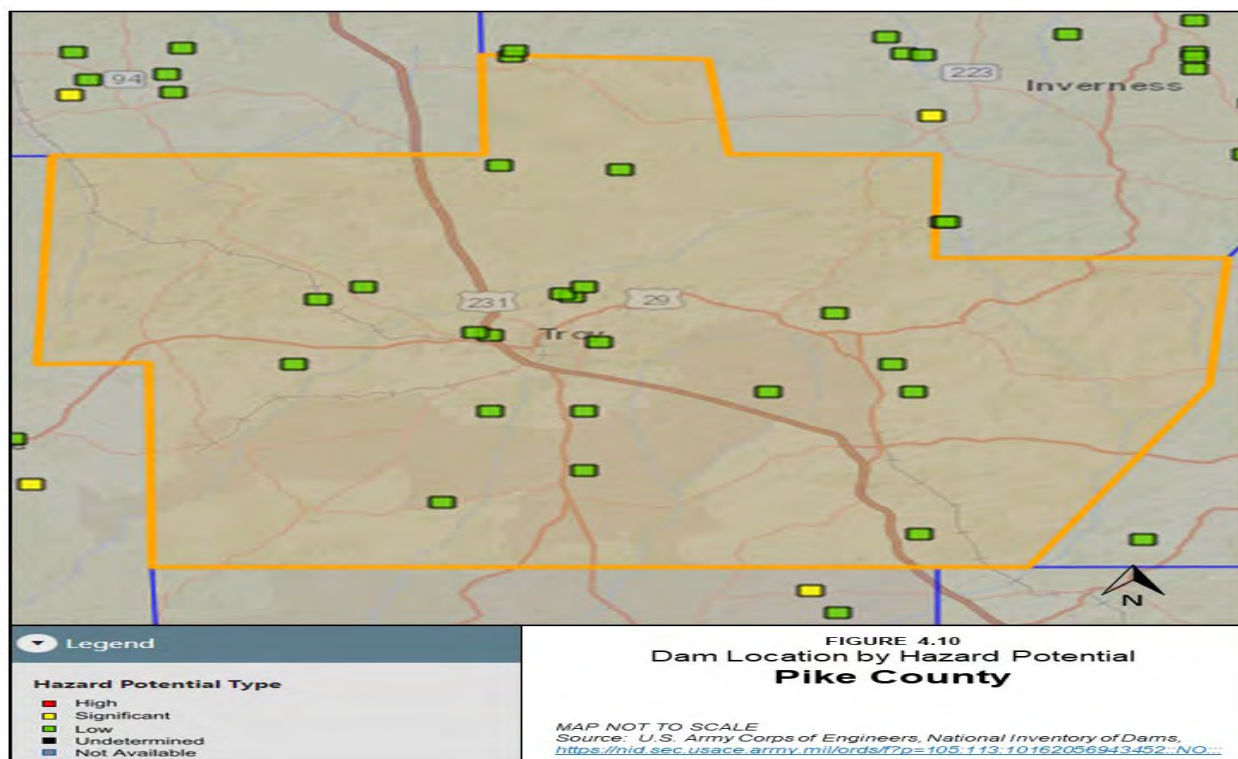 94
223
Inverness
231
29
Troy
N
Legend
Hazard Potential Type
High
Significant
Low
Undetermined
Not Available
FIGURE 4.10
Dam Location by Hazard Potential
Pike County
MAP NOT TO SCALE
Source: U.S. Army Corps of Engineers, National Inventory of Dams,
https://nid.sec.usace.army.mil/ords/f?p=105:113:10162056943452::NO:::